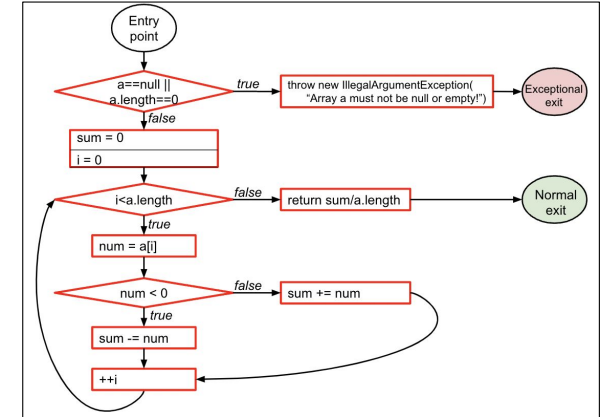 Entry
point
a==null ||
a.length==0
true
throw new IllegalArgumentException(
"Array a must not be null or empty!")
Exceptional
exit
false
sum = 0
i = 0
i<a.length
false
return sum/a.length
Normal
exit
true
num = a[i]
num < 0
false
sum += num
true
sum -= num
++i